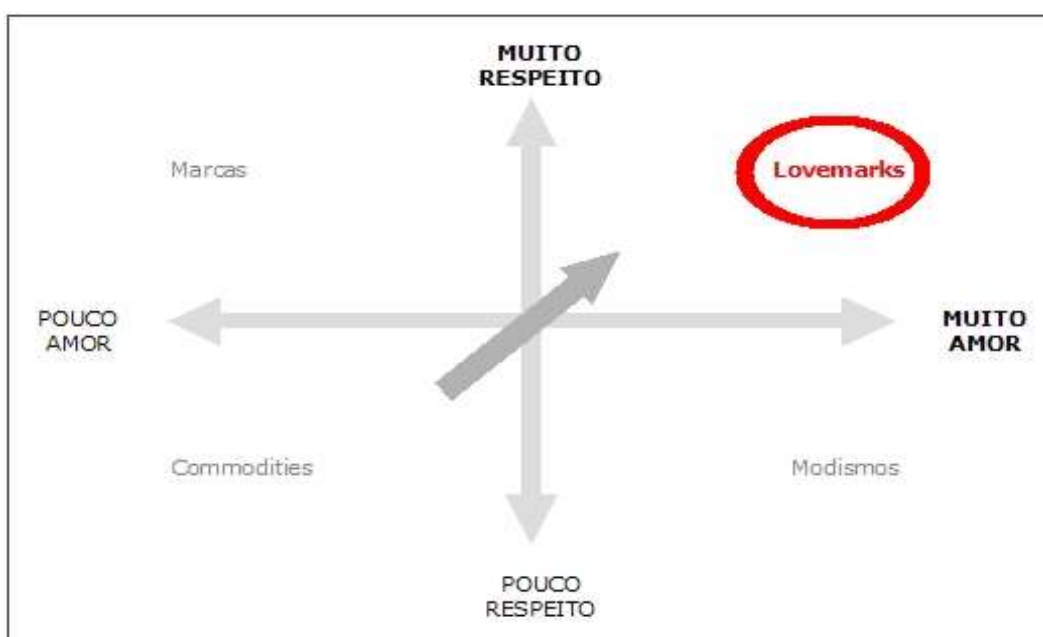 MUITO
RESPEITO
Marcas
Lovemarks
POUCO
AMOR
MUITO
AMOR
Commodities
Modismos
POUCO
RESPEITO